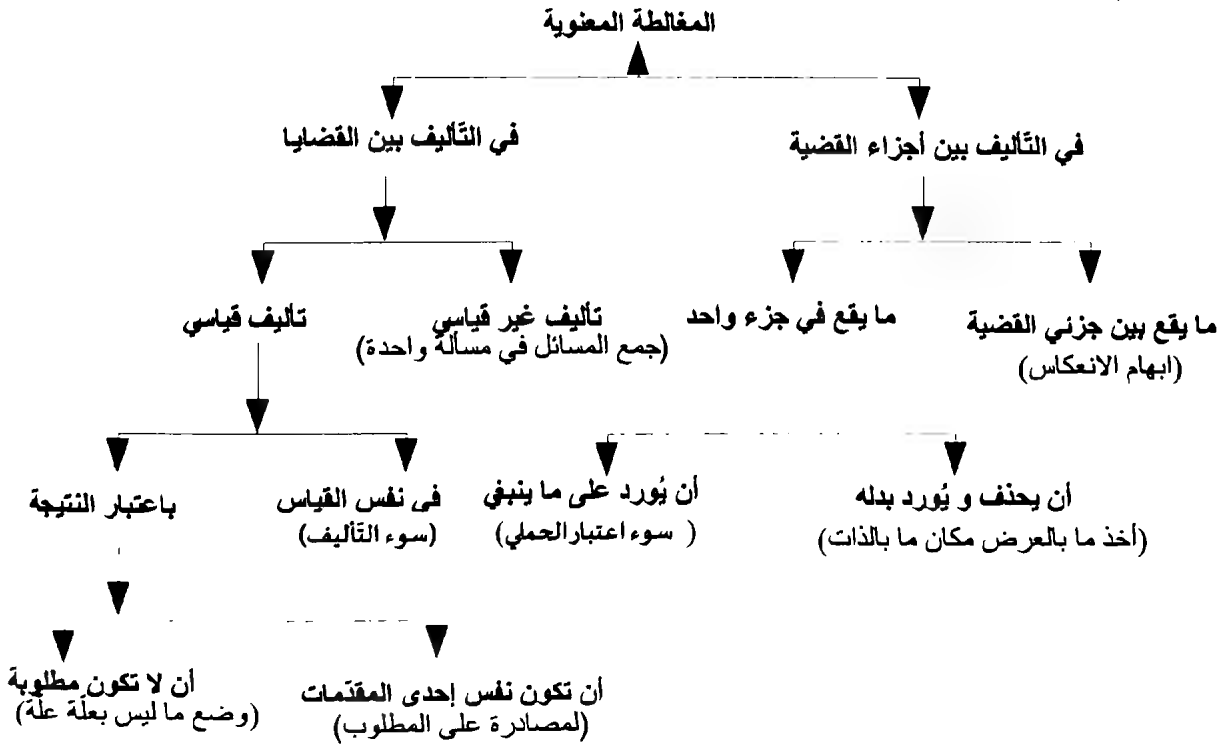 المغالطة المعنوية
في التَّأليف بين أجزاء القضية
في التَّأليف بين القضايا
ما يقع بين جزئي القضية
(ابهام الانعكاس)
ما يقع في جزء واحد
تأليف غير قياسي
(جمع المسائل في مسألة واحدة)
تأليف قياسي
أن يحذف و يُورد بدله
(أخذ ما بالعرض مكان ما بالذات)
أن يُورد على ما ينبغي
( سوء اعتبار الحملي)
فى نفس القياس
(سوء التَّأليف)
باعتبار النتيجة
أن تكون نفس إحدى المقدّمات
(لمصادرة على المطلوب)
أن لا تكون مطلوبة
(وضع ما ليس بعلّة علّة)